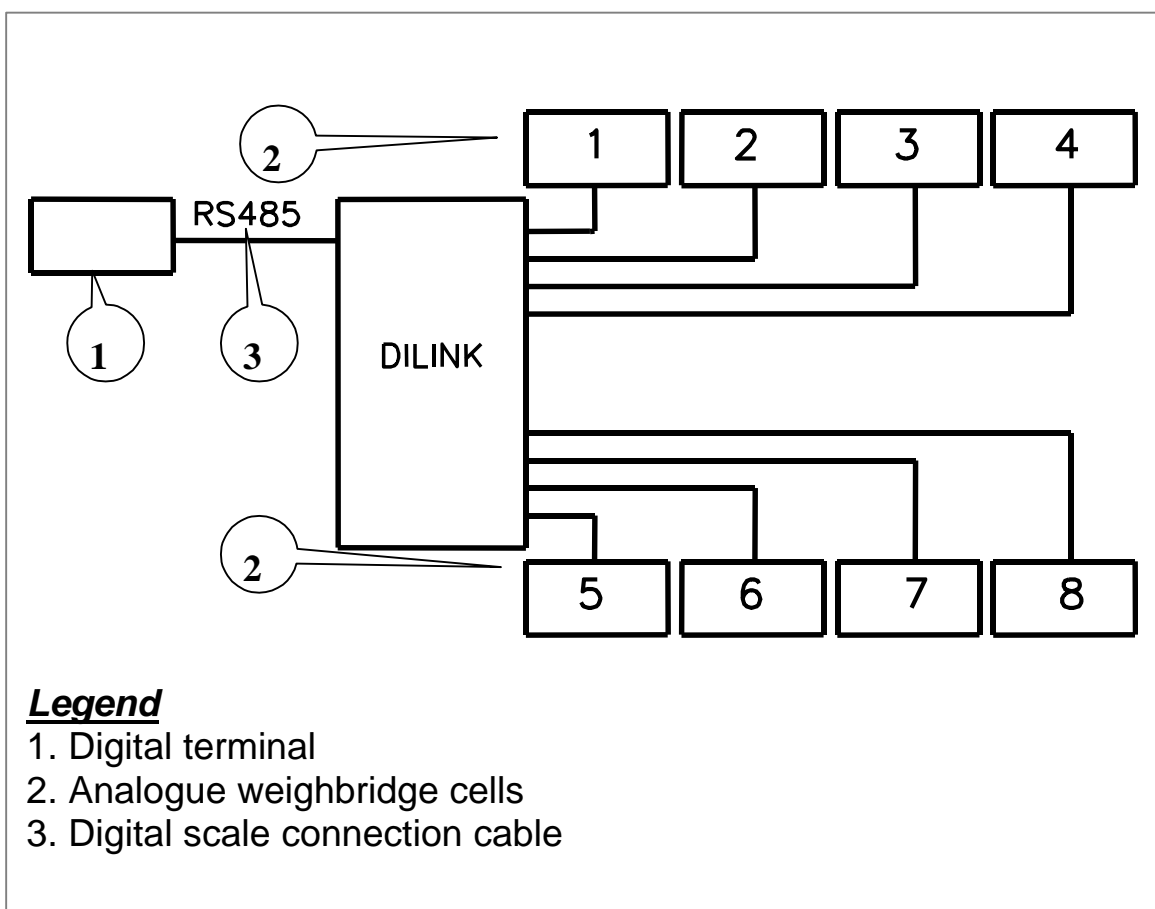 1 2 3 4
2
RS485
1
3
DILINK
2
5 6 7 8
Legend
1. Digital terminal
2. Analogue weighbridge cells
3. Digital scale connection cable